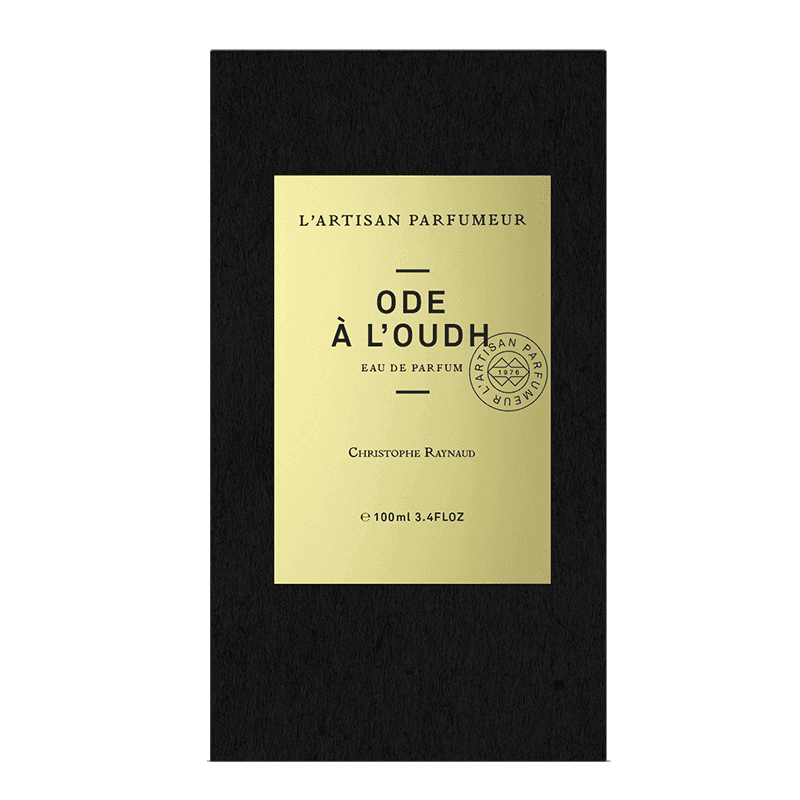 L'ARTISAN PARFUMEUR
ODE
À L'OUDH
EAU DE PARFUM
L'ARTISAN PARFUMEUR
1976
CHRISTOPHE RAYNAUD
℮ 100ml 3.4FLOZ